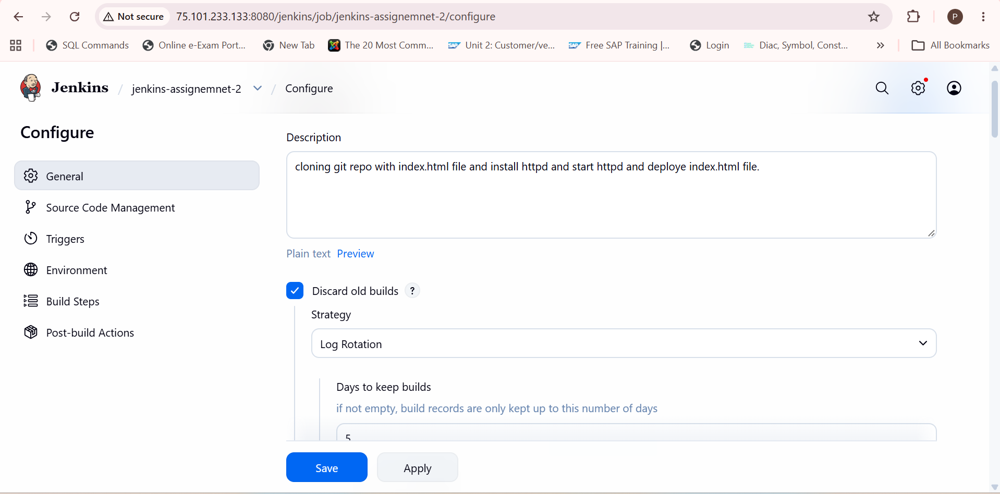 Not secure 75.101.233.133:8080/jenkins/job/jenkins-assignemnet-2/configure P
SQL Commands Online e-Exam Port... New Tab The 20 Most Comm... Unit 2: Customer/ve... Free SAP Training |... Login Diac, Symbol, Const... All Bookmarks
Jenkins / jenkins-assignemnet-2 / Configure
Configure
General
Source Code Management
Triggers
Environment
Build Steps
Post-build Actions
Description
cloning git repo with index.html file and install httpd and start httpd and deploye index.html file.
Plain text Preview
Discard old builds ?
Strategy
Log Rotation
Days to keep builds
if not empty, build records are only kept up to this number of days
5
Save Apply